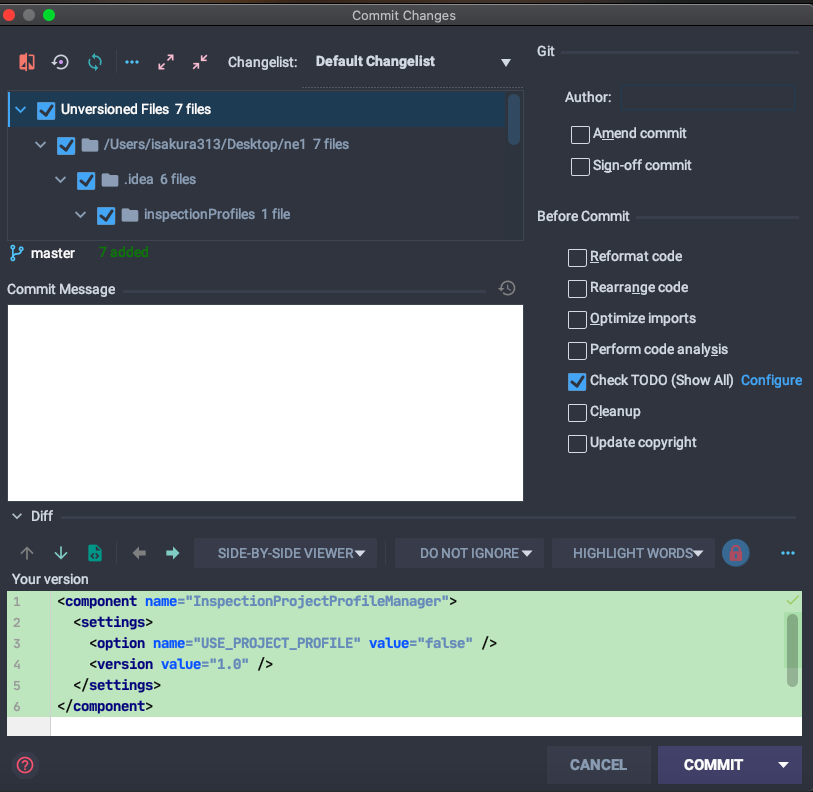 Commit Changes
Changelist: Default Changelist
Git
Unversioned Files 7 files
/Users/isakura313/Desktop/ne1 7 files
.idea 6 files
inspectionProfiles 1 file
master 7 added
Author:
Amend commit
Sign-off commit
Before Commit
Reformat code
Rearrange code
Optimize imports
Perform code analysis
Check TODO (Show All) Configure
Cleanup
Update copyright
Commit Message
Diff
SIDE-BY-SIDE VIEWER DO NOT IGNORE HIGHLIGHT WORDS
Your version
1 <component name="InspectionProjectProfileManager">
2 <settings>
3 <option name="USE_PROJECT_PROFILE" value="false" />
4 <version value="1.0" />
5 </settings>
6 </component>
? CANCEL COMMIT